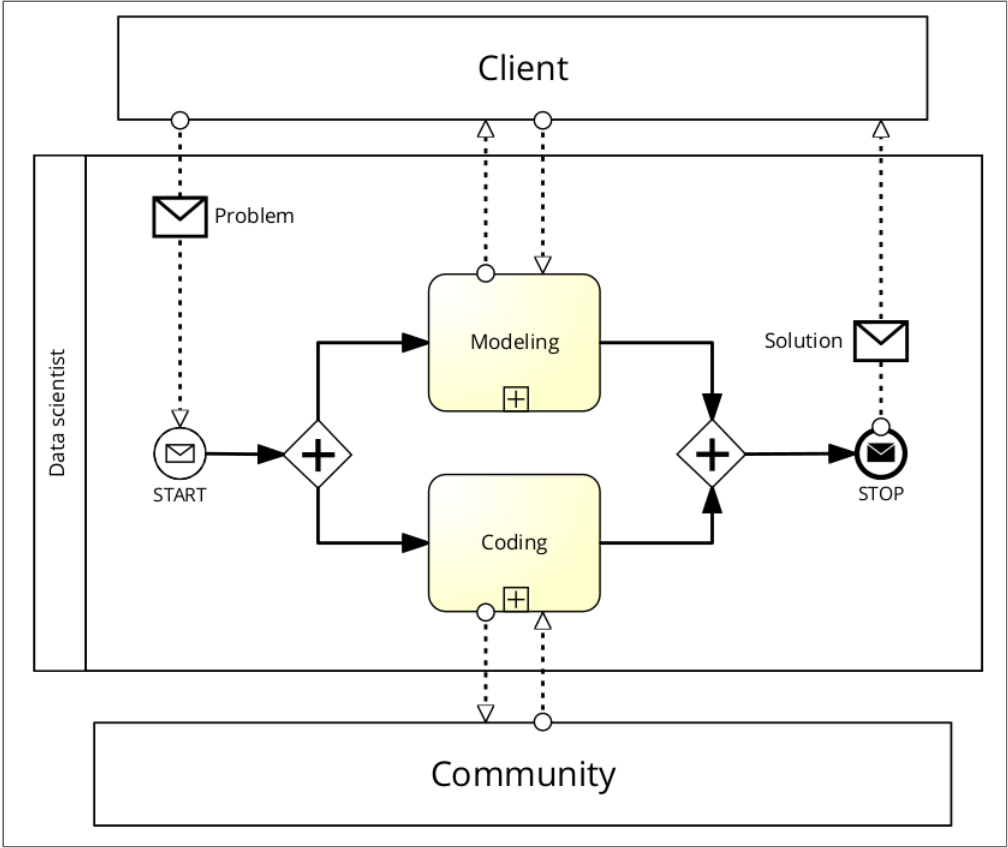 Client
Problem
Data scientist
Modeling
Solution
START
STOP
Coding
Community